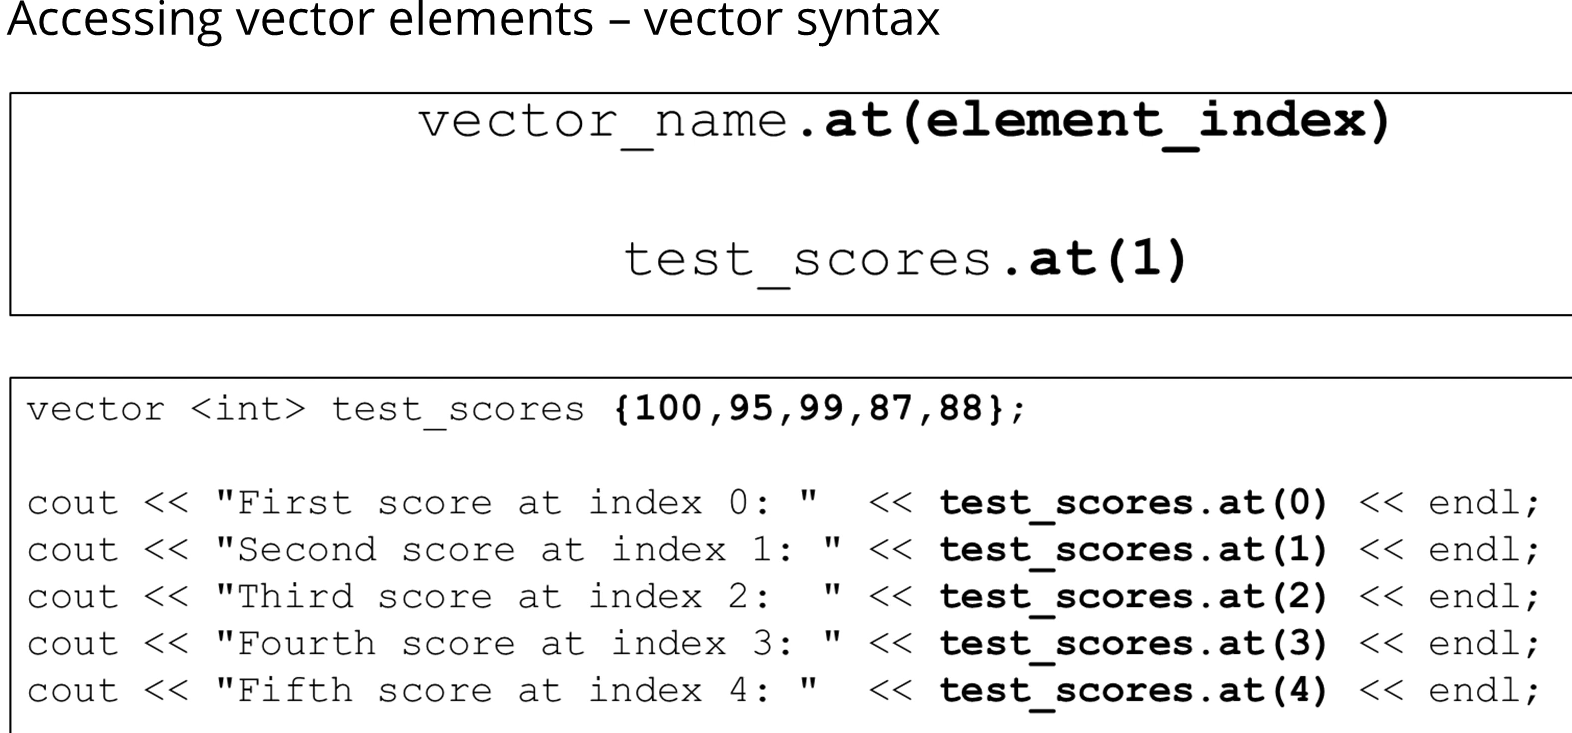 Accessing vector elements – vector syntax
vector_name.at(element_index)
test_scores.at(1)
vector <int> test_scores {100,95,99,87,88};
cout << "First score at index 0: "  << test_scores.at(0) << endl;
cout << "Second score at index 1: " << test_scores.at(1) << endl;
cout << "Third score at index 2:  " << test_scores.at(2) << endl;
cout << "Fourth score at index 3: " << test_scores.at(3) << endl;
cout << "Fifth score at index 4: "  << test_scores.at(4) << endl;